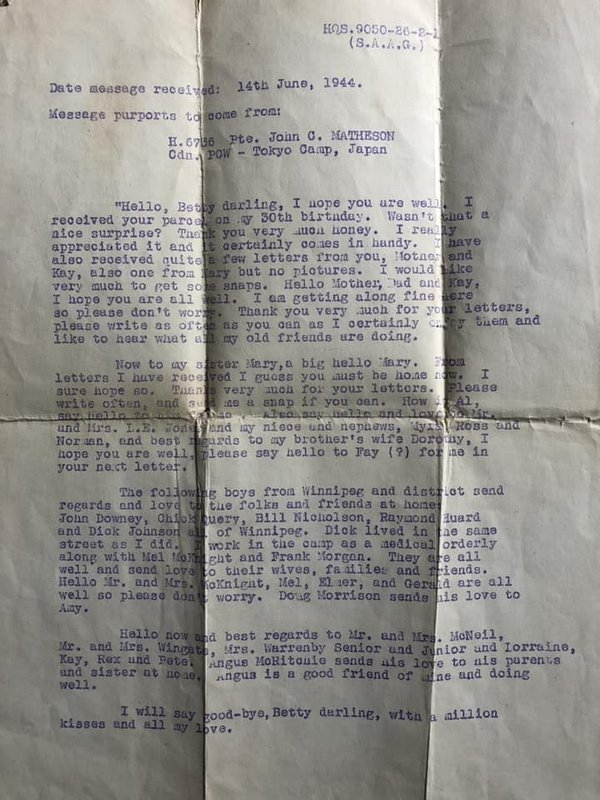 HQS.9050-26-2-1
(S.A.A.G.)
Date message received: 14th June, 1944.
Message purports to come from:
H.6736 Pte. John C. MATHESON
Cdn. POW - Tokyo Camp, Japan
"Hello, Betty darling, I hope you are well. I
received your parcel on my 30th birthday. Wasn't that a
nice surprise? Thank you very much honey. I really
appreciated it and it certainly comes in handy. I have
also received quite a few letters from you, Mother and
Kay, also one from Mary but no pictures. I would like
very much to get some snaps. Hello Mother, Dad and Kay,
I hope you are all well. I am getting along fine here
so please don't worry. Thank you very much for your letters,
please write as often as you can as I certainly enjoy them and
like to hear what all my old friends are doing.
Now to my sister Mary, a big hello Mary. From
letters I have received I guess you must be home now. I
sure hope so. Thanks very much for your letters. Please
write often, and send me a snap if you can. How is Al,
say hello to him for me. Also say hello and love to Mr.
and Mrs. L.E. Jones and my niece and nephews, Ross and
Norman, and best regards to my brother's wife Dorothy, I
hope you are well, please say hello to Fay (?) for me in
your next letter.
The following boys from Winnipeg and district send
regards and love to the folks and friends at home:
John Downey, Chick Query, Bill Nicholson, Raymond Huard
and Dick Johnson all of Winnipeg. Dick lived in the same
street as I did. I work in the camp as a medical orderly
along with Mel McKnight and Frank Morgan. They are all
well and send love to their wives, families and friends.
Hello Mr. and Mrs. McKnight, Mel, Elmer, and Gerald are all
well so please don't worry. Doug Morrison sends his love to
Amy.
Hello now and best regards to Mr. and Mrs. McNeil,
Mr. and Mrs. Wingate, Mrs. Warrenby Senior and Junior and Lorraine,
Kay, Rex and Pete. Angus McRitchie sends his love to his parents
and sister at home. Angus is a good friend of mine and doing
well.
I will say good-bye, Betty darling, with a million
kisses and all my love.